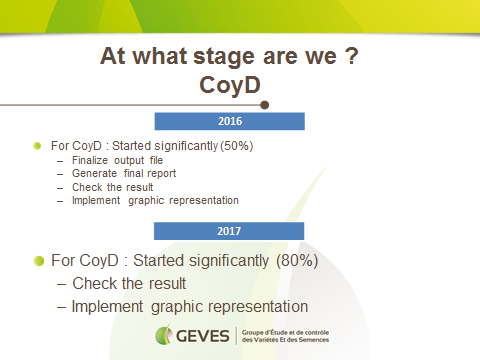 At what stage are we ?
CoyD
2016
For CoyD : Started significantly (50%)
– Finalize output file
– Generate final report
– Check the result
– Implement graphic representation
2017
For CoyD : Started significantly (80%)
– Check the result
– Implement graphic representation
GEVES
Groupe d'Étude et de contrôle
des Variétés Et des Semences